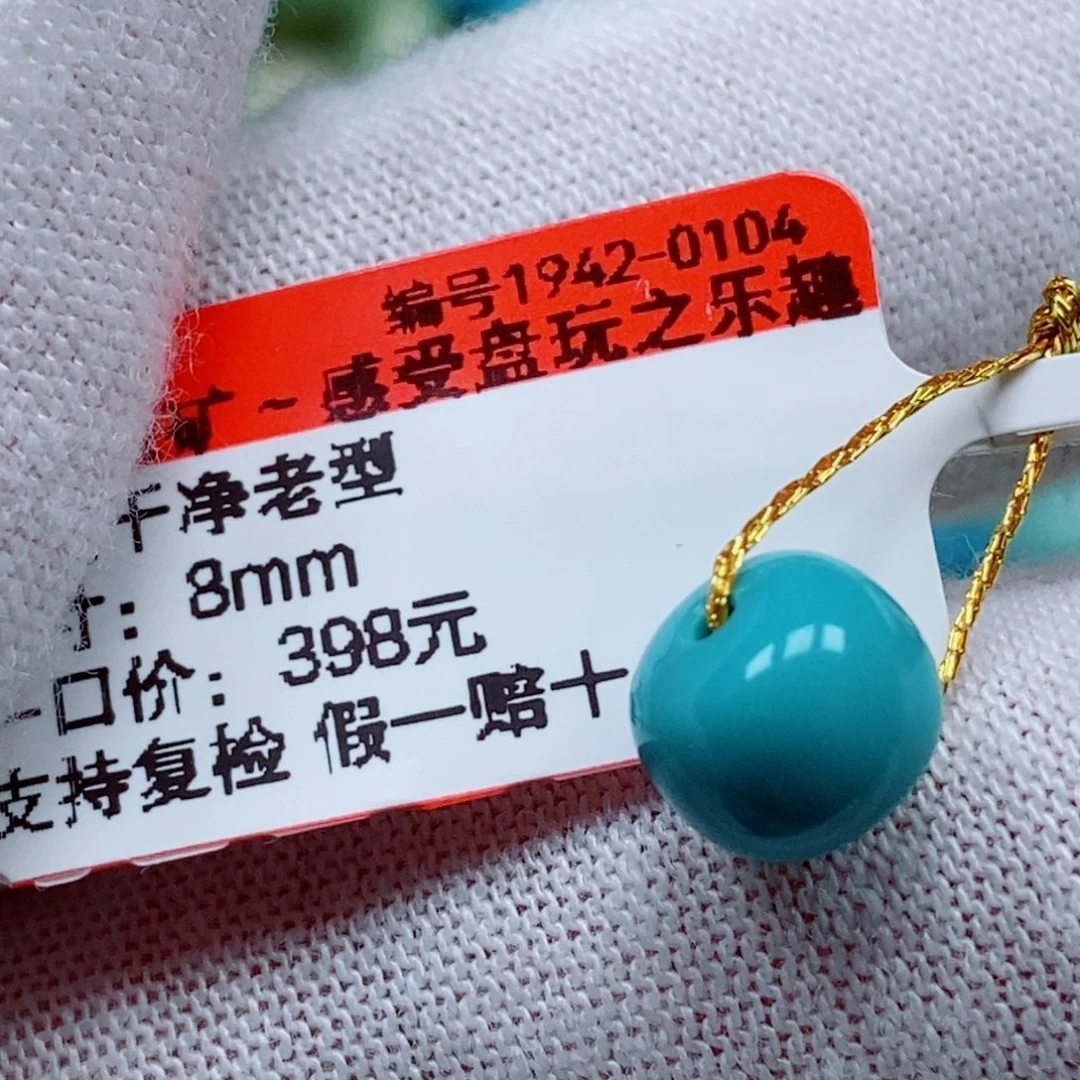 编号1942-0104
~感受盘玩之乐趣
干净老型
: 8mm
一口价: 398元
支持复检 假一赔十